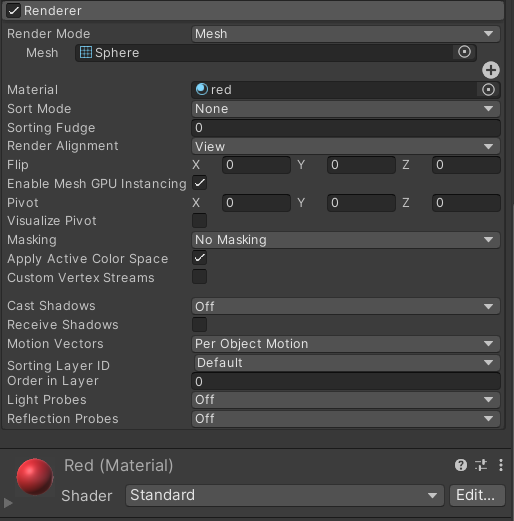 Renderer
Render Mode Mesh
Mesh Sphere
Material red
Sort Mode None
Sorting Fudge 0
Render Alignment View
Flip X 0 Y 0 Z 0
Enable Mesh GPU Instancing
Pivot X 0 Y 0 Z 0
Visualize Pivot
Masking No Masking
Apply Active Color Space
Custom Vertex Streams
Cast Shadows Off
Receive Shadows
Motion Vectors Per Object Motion
Sorting Layer ID Default
Order in Layer 0
Light Probes Off
Reflection Probes Off
Red (Material)
Shader Standard Edit...